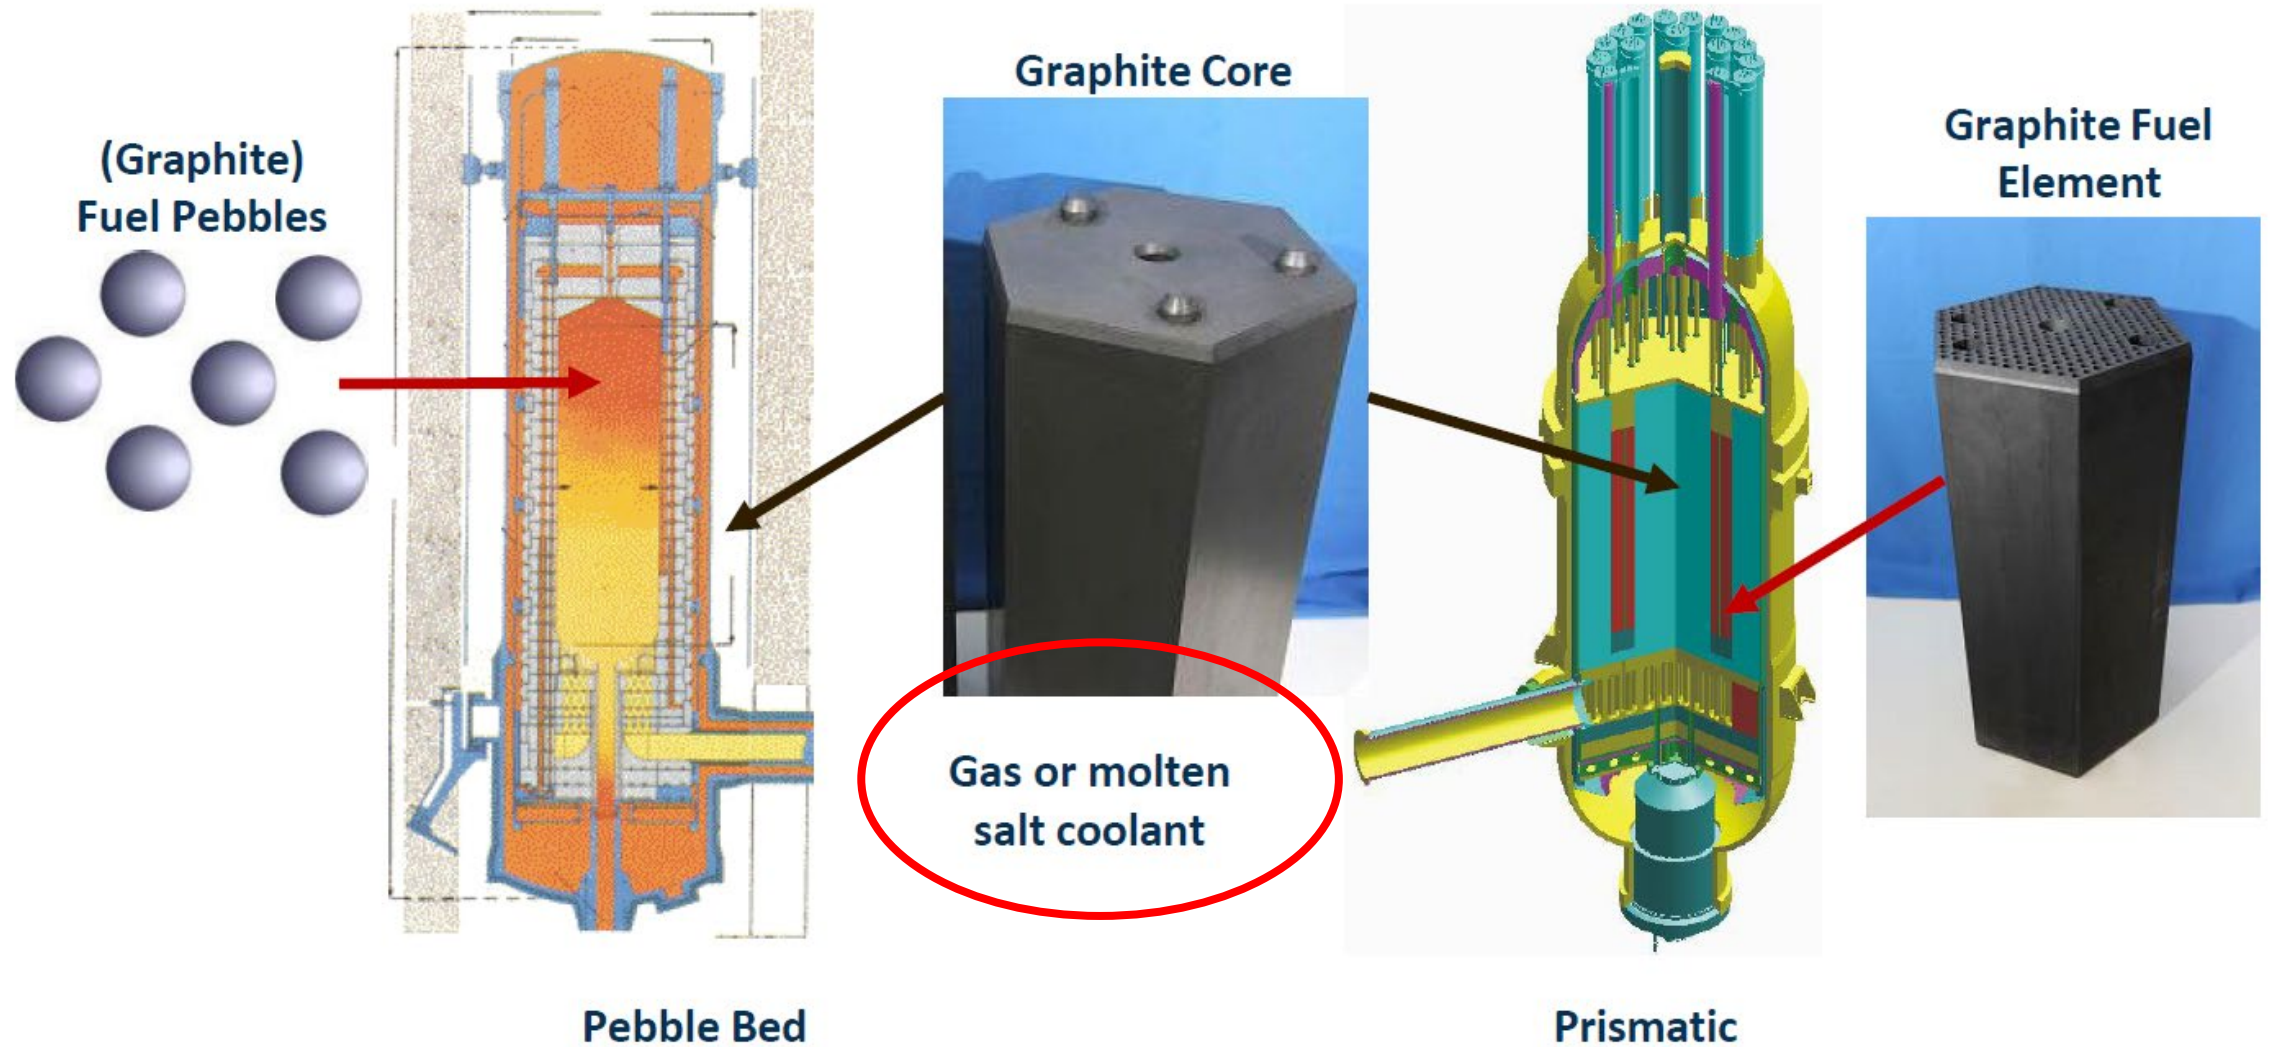 (Graphite)
Fuel Pebbles
Graphite Core
Graphite Fuel
Element
Gas or molten
salt coolant
Pebble Bed
Prismatic